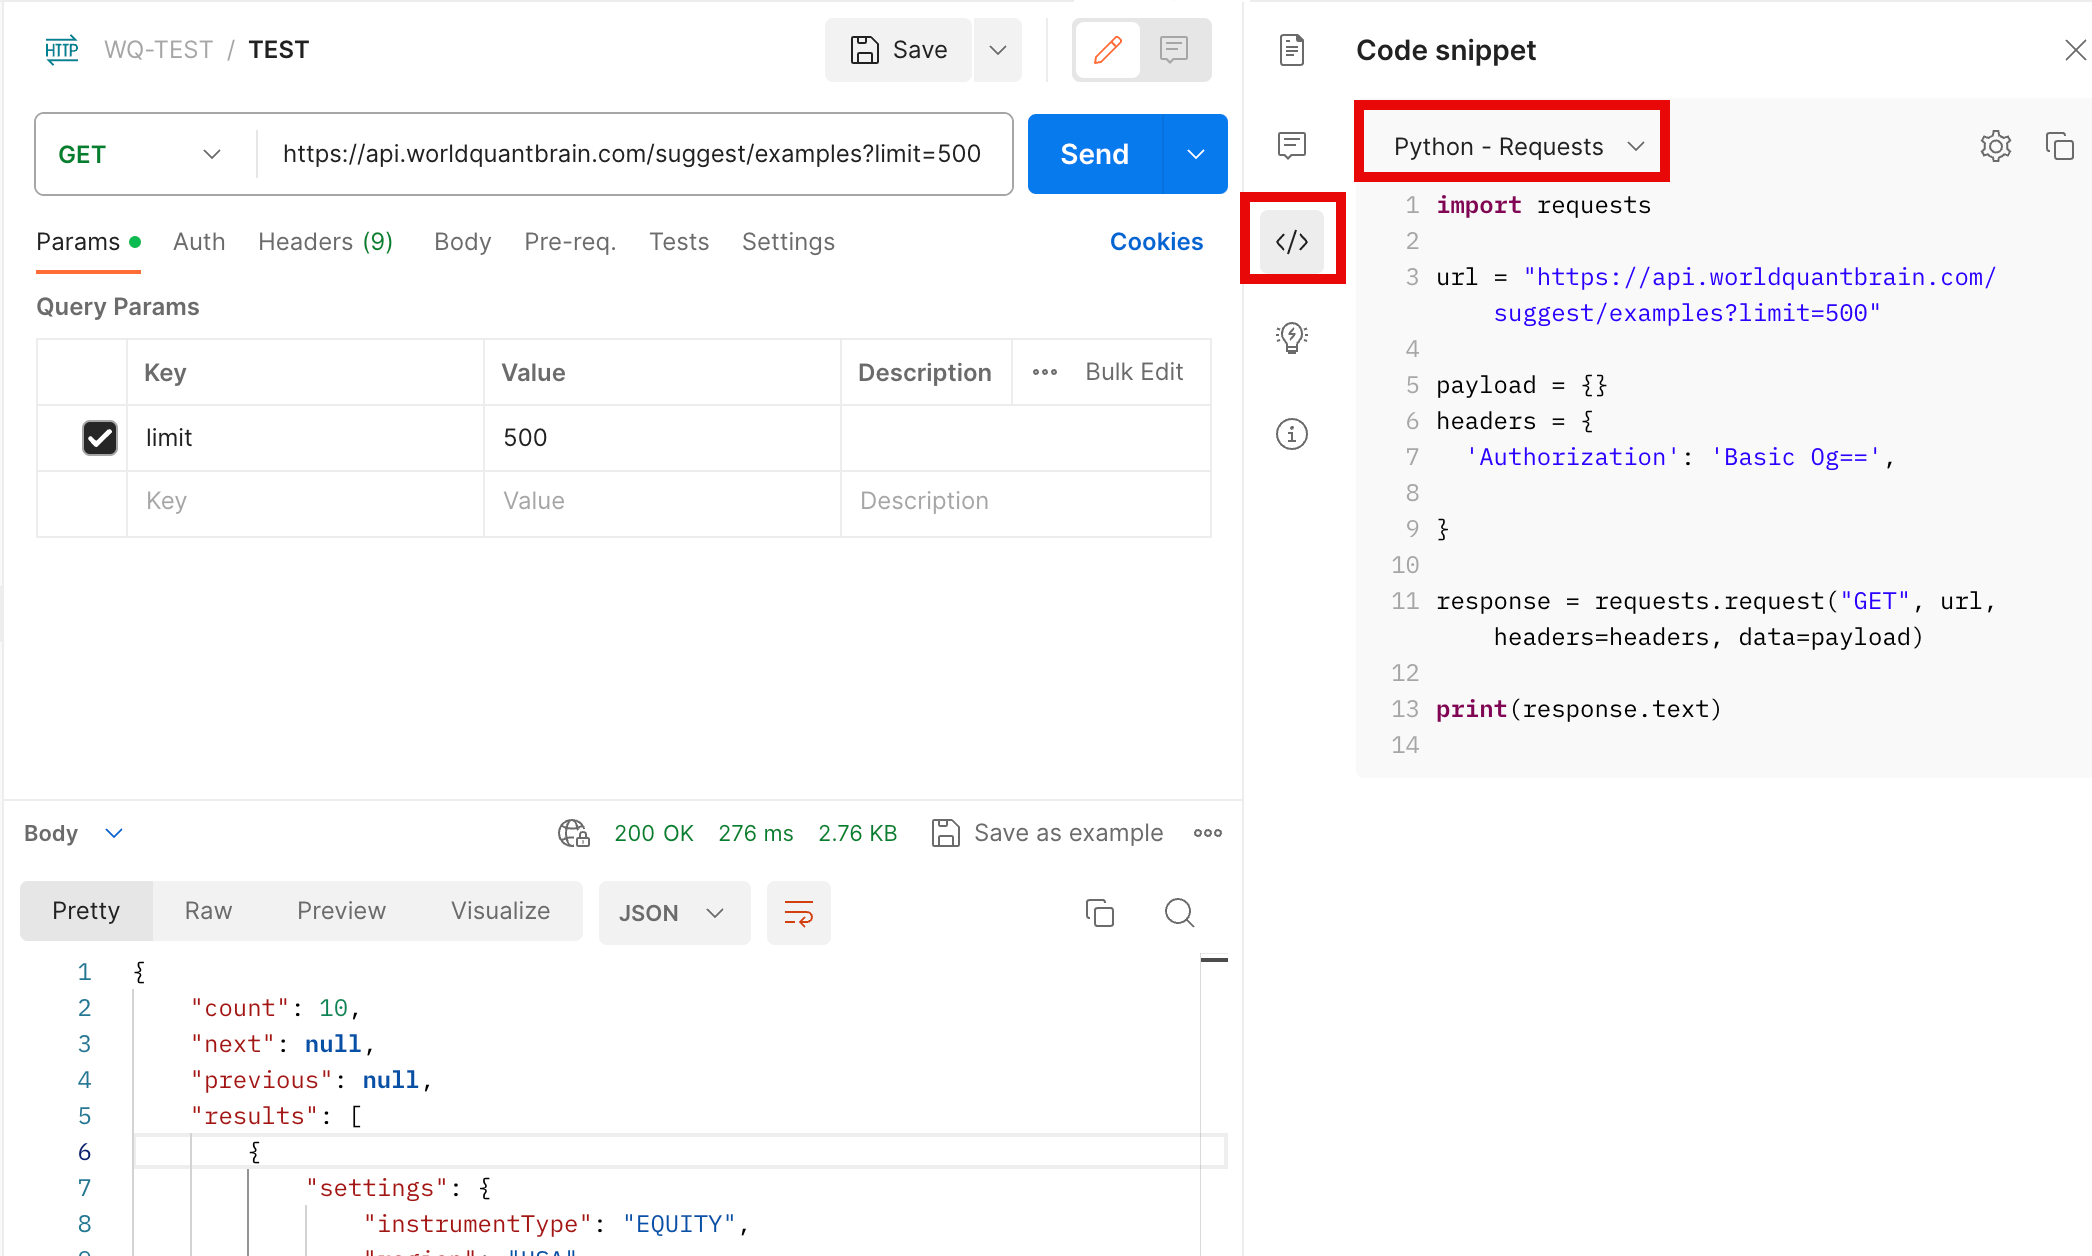 HTTP WQ-TEST / TEST
Save
GET
https://api.worldquantbrain.com/suggest/examples?limit=500
Send
Params Auth Headers (9) Body Pre-req. Tests Settings Cookies
Query Params
Key Value Description Bulk Edit
limit 500
Key Value Description
Body 200 OK 276 ms 2.76 KB Save as example
Pretty Raw Preview Visualize JSON
1 {
2 "count": 10,
3 "next": null,
4 "previous": null,
5 "results": [
6 {
7 "settings": {
8 "instrumentType": "EQUITY",
Code snippet
Python - Requests
1 import requests
2
3 url = "https://api.worldquantbrain.com/
suggest/examples?limit=500"
4
5 payload = {}
6 headers = {
7 'Authorization': 'Basic Og==',
8
9 }
10
11 response = requests.request("GET", url,
headers=headers, data=payload)
12
13 print(response.text)
14